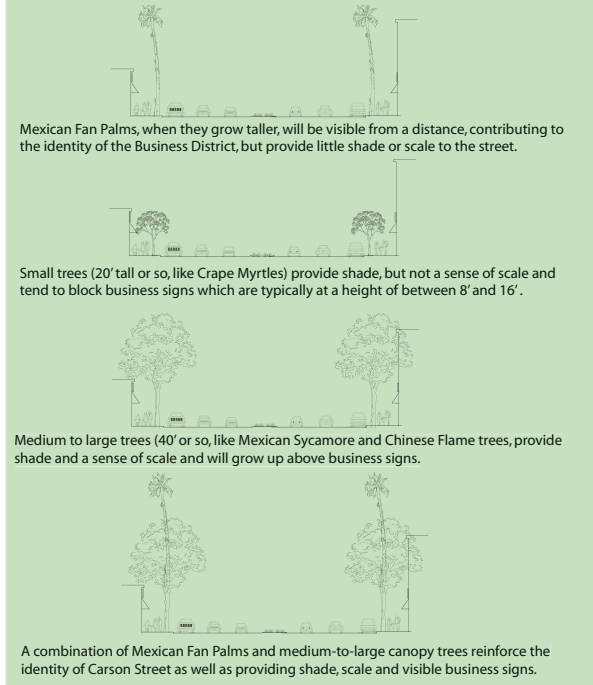 Mexican Fan Palms, when they grow taller, will be visible from a distance, contributing to
the identity of the Business District, but provide little shade or scale to the street.
Small trees (20' tall or so, like Crape Myrtles) provide shade, but not a sense of scale and
tend to block business signs which are typically at a height of between 8' and 16'.
Medium to large trees (40' or so, like Mexican Sycamore and Chinese Flame trees, provide
shade and a sense of scale and will grow up above business signs.
A combination of Mexican Fan Palms and medium-to-large canopy trees reinforce the
identity of Carson Street as well as providing shade, scale and visible business signs.